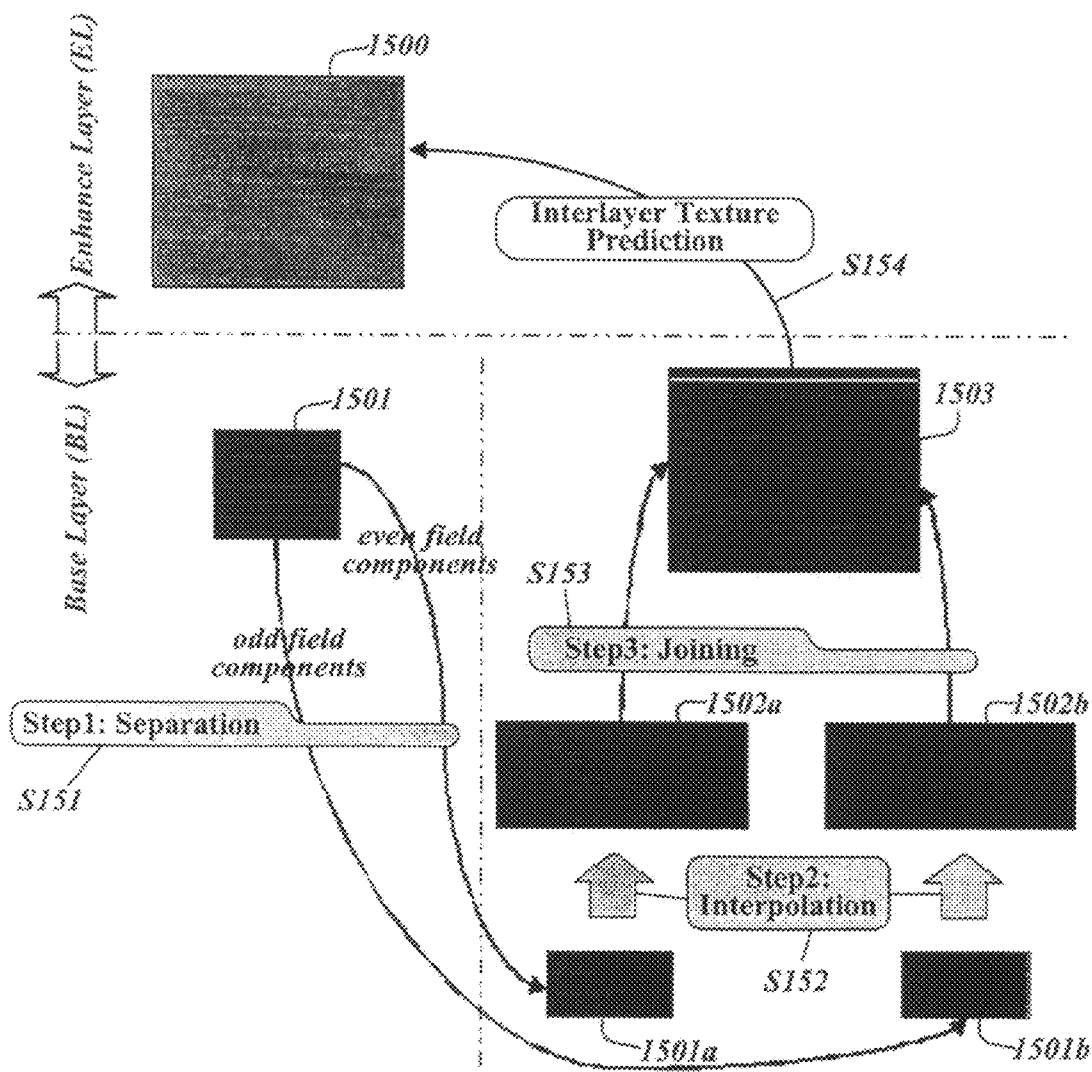 1500
Enhance Layer (EL)
Interlayer Texture
Prediction
S154
1501
1503
Base Layer (BL)
even field
components
S153
odd field
components
Step3: Joining
1502a
1502b
Step1: Separation
S151
Step2:
Interpolation
S152
1501a
1501b